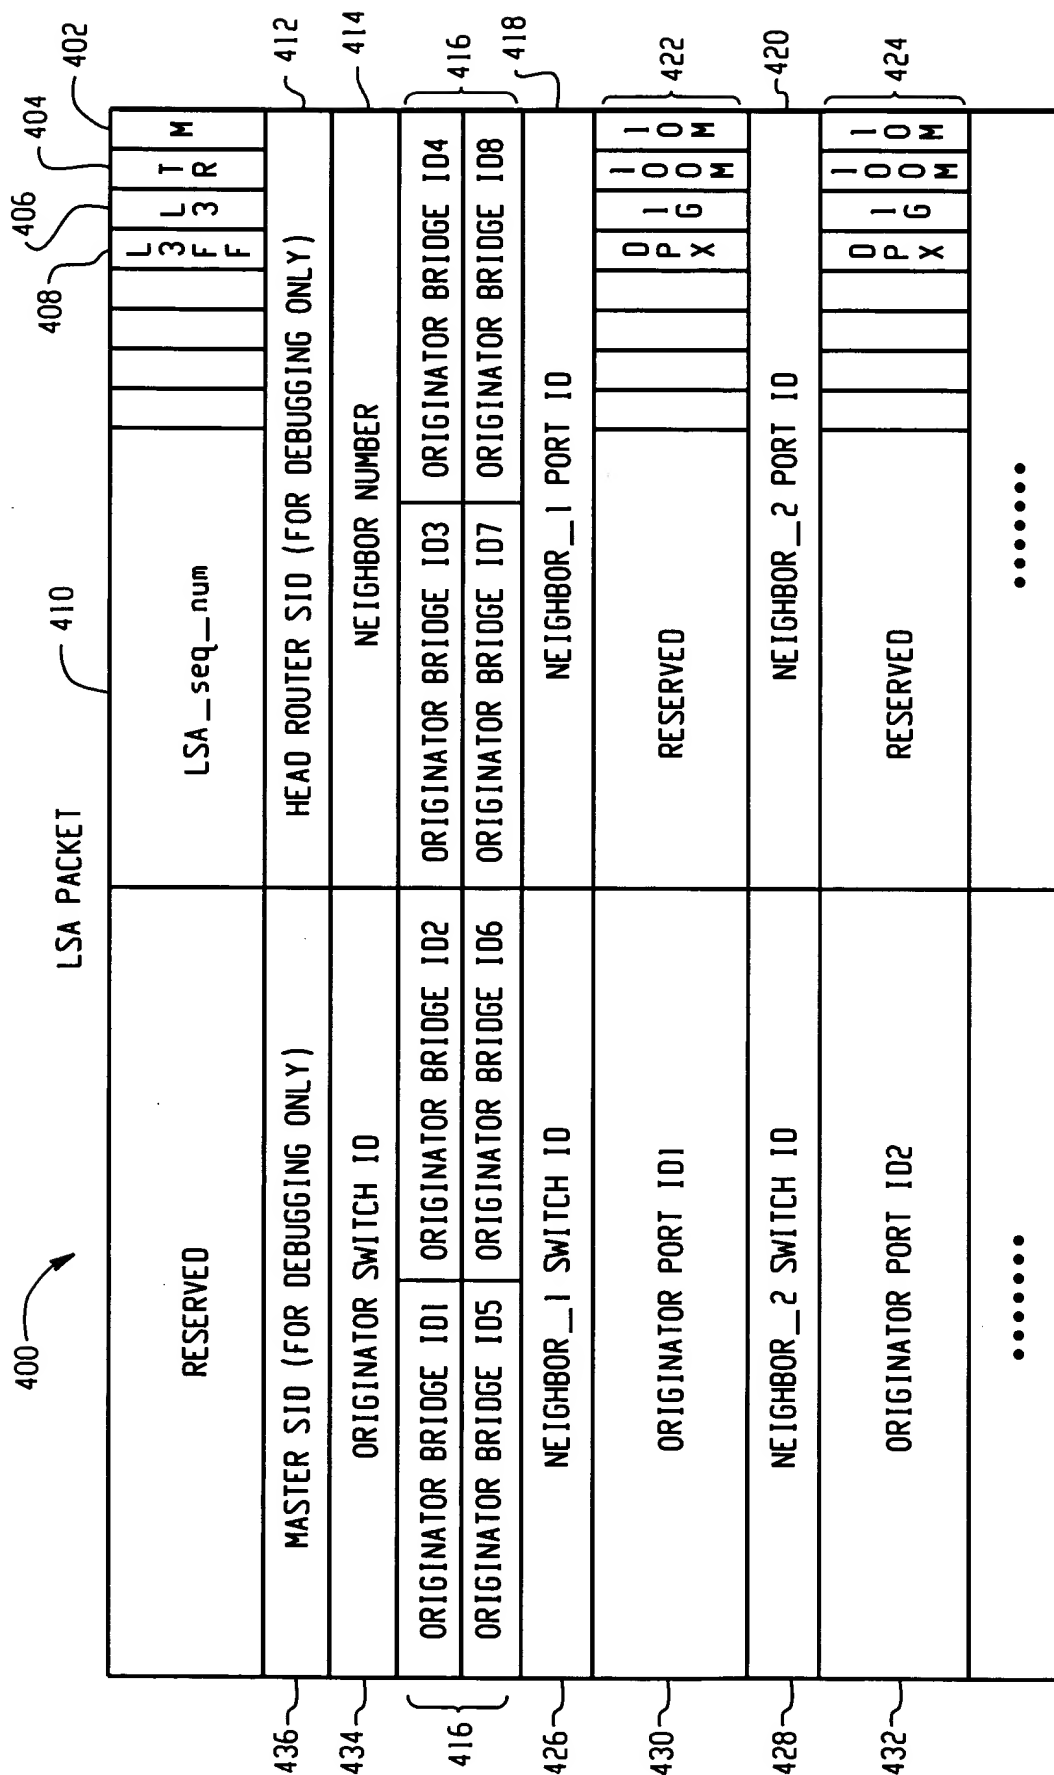 LSA PACKET
400
410
408
406
404
402
RESERVED
LSA_seq_num
L3FF
L3
TR
M
436
MASTER SID (FOR DEBUGGING ONLY)
HEAD ROUTER SID (FOR DEBUGGING ONLY)
412
434
ORIGINATOR SWITCH ID
NEIGHBOR NUMBER
414
416
ORIGINATOR BRIDGE ID1
ORIGINATOR BRIDGE ID2
ORIGINATOR BRIDGE ID3
ORIGINATOR BRIDGE ID4
416
ORIGINATOR BRIDGE ID5
ORIGINATOR BRIDGE ID6
ORIGINATOR BRIDGE ID7
ORIGINATOR BRIDGE ID8
426
NEIGHBOR_1 SWITCH ID
NEIGHBOR_1 PORT ID
418
430
ORIGINATOR PORT ID1
RESERVED
DPX
1G
100M
10M
422
428
NEIGHBOR_2 SWITCH ID
NEIGHBOR_2 PORT ID
420
432
ORIGINATOR PORT ID2
RESERVED
DPX
1G
100M
10M
424
......
.......